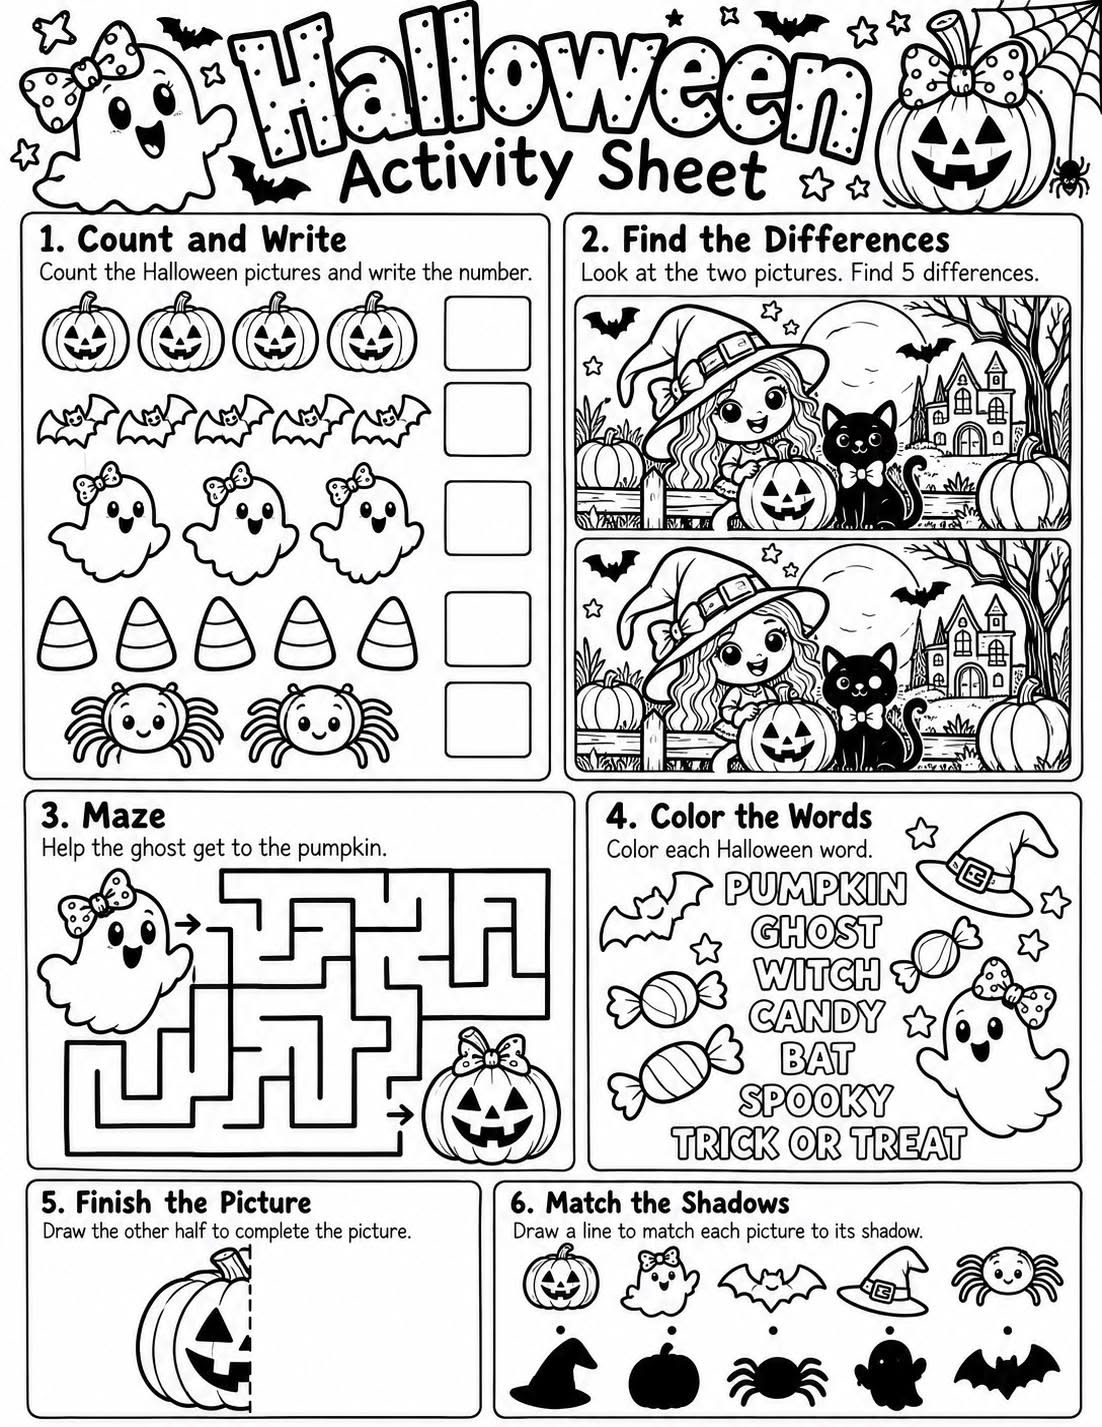 Halloween
Activity Sheet
1. Count and Write
Count the Halloween pictures and write the number.
2. Find the Differences
Look at the two pictures. Find 5 differences.
3. Maze
Help the ghost get to the pumpkin.
4. Color the Words
Color each Halloween word.
PUMPKIN
GHOST
WITCH
CANDY
BAT
SPOOKY
TRICK OR TREAT
5. Finish the Picture
Draw the other half to complete the picture.
6. Match the Shadows
Draw a line to match each picture to its shadow.